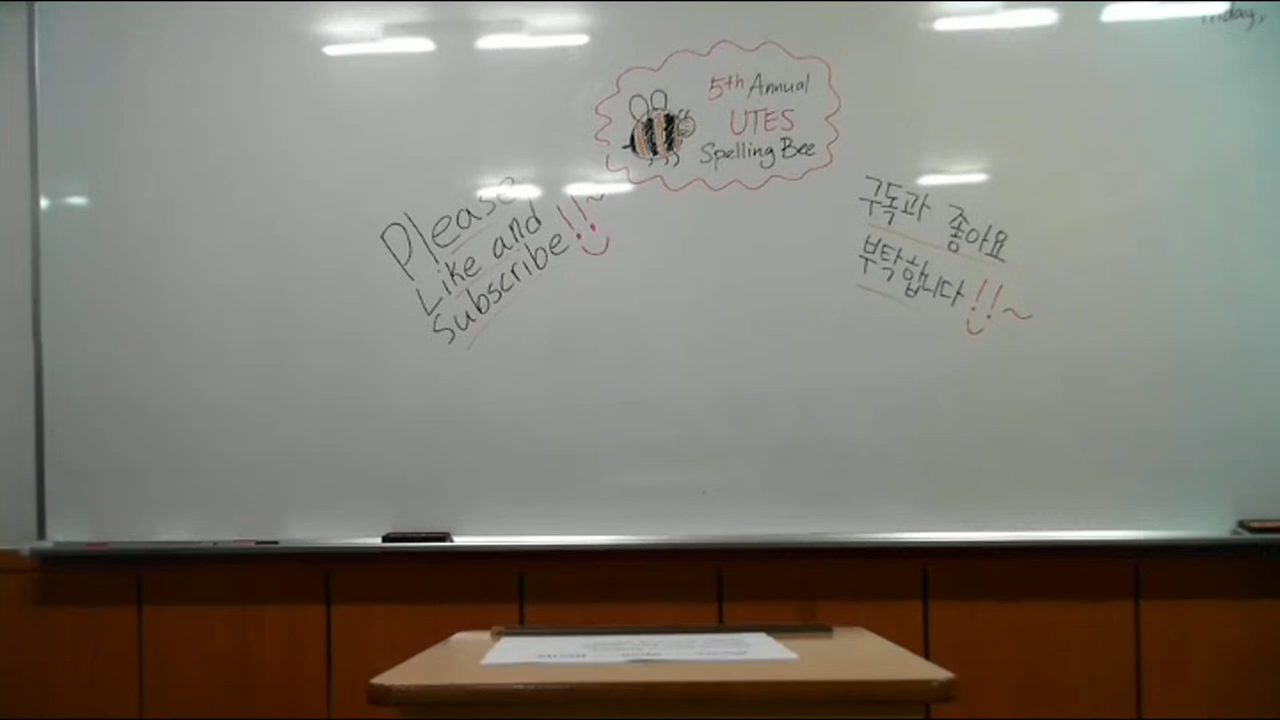 Friday,
5th Annual
UTES
Spelling Bee
Please
Like and
Subscribe!!~
구독과 좋아요
부탁합니다!!~